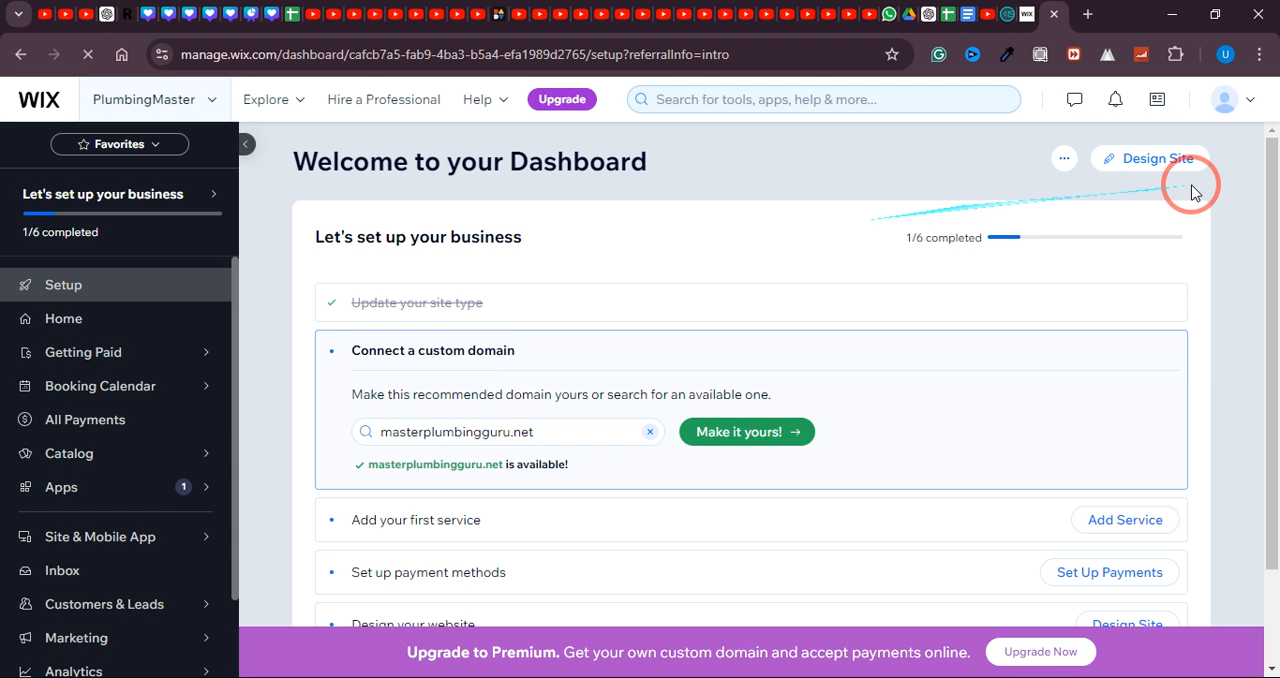 manage.wix.com/dashboard/cafcb7a5-fab9-4ba3-b5a4-efa1989d2765/setup?referralInfo=intro
U
WIX
PlumbingMaster
Explore
Hire a Professional
Help
Upgrade
Search for tools, apps, help & more...
Favorites
Welcome to your Dashboard
Design Site
Let's set up your business
1/6 completed
Let's set up your business
1/6 completed
Setup
Home
Getting Paid
Booking Calendar
All Payments
Catalog
Apps
1
Site & Mobile App
Inbox
Customers & Leads
Marketing
Analytics
Update your site type
Connect a custom domain
Make this recommended domain yours or search for an available one.
masterplumbingguru.net
Make it yours!
masterplumbingguru.net is available!
Add your first service
Add Service
Set up payment methods
Set Up Payments
Design your website
Design Site
Upgrade to Premium. Get your own custom domain and accept payments online.
Upgrade Now